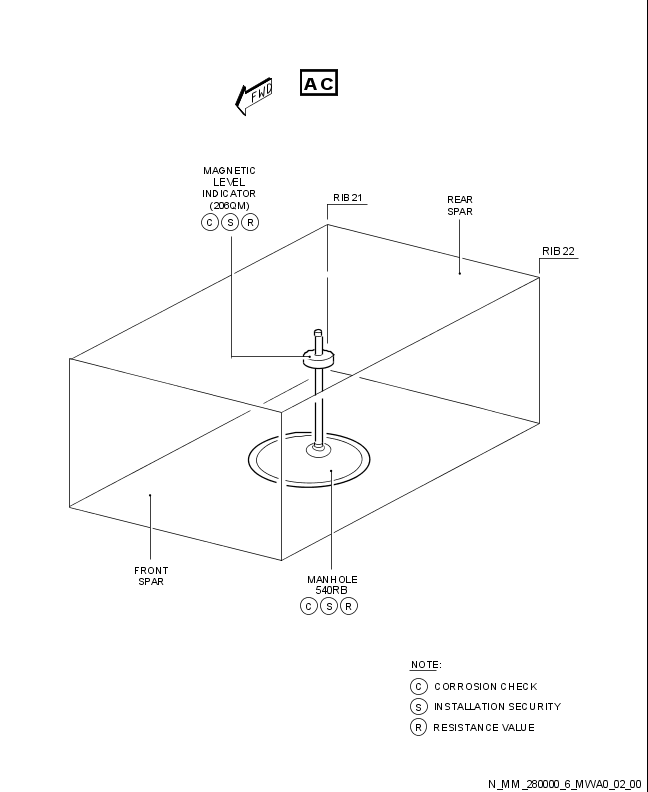 FWD
AC
MAGNETIC
LEVEL
INDICATOR
(206QM)
C S R
RIB 21
REAR
SPAR
RIB 22
FRONT
SPAR
MANHOLE
540RB
C S R
NOTE:
C CORROSION CHECK
S INSTALLATION SECURITY
R RESISTANCE VALUE
N_MM_280000_6_MWA0_02_00